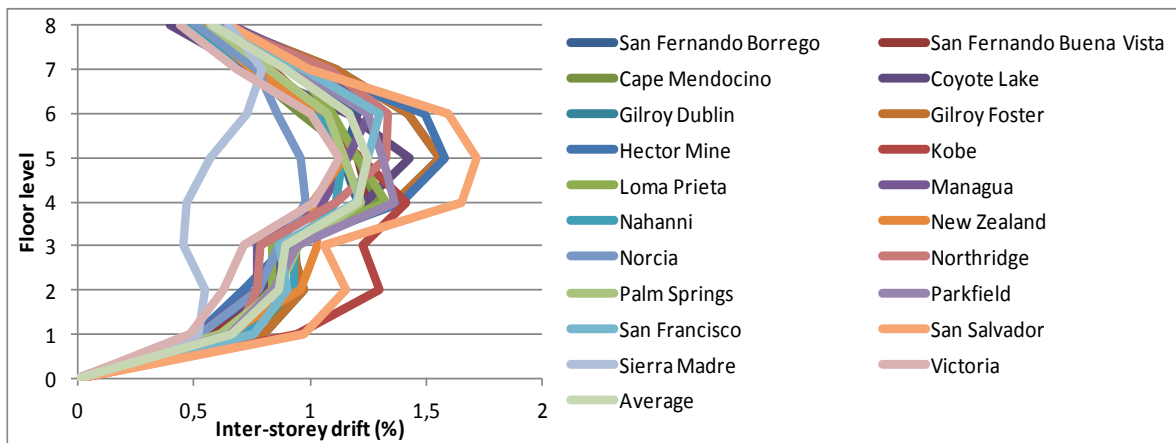 8
7
6
5
4
3
2
1
0
Floor level
0 0,5 1 1,5 2
Inter-storey drift (%)
San Fernando Borrego San Fernando Buena Vista
Cape Mendocino Coyote Lake
Gilroy Dublin Gilroy Foster
Hector Mine Kobe
Loma Prieta Managua
Nahanni New Zealand
Norcia Northridge
Palm Springs Parkfield
San Francisco San Salvador
Sierra Madre Victoria
Average